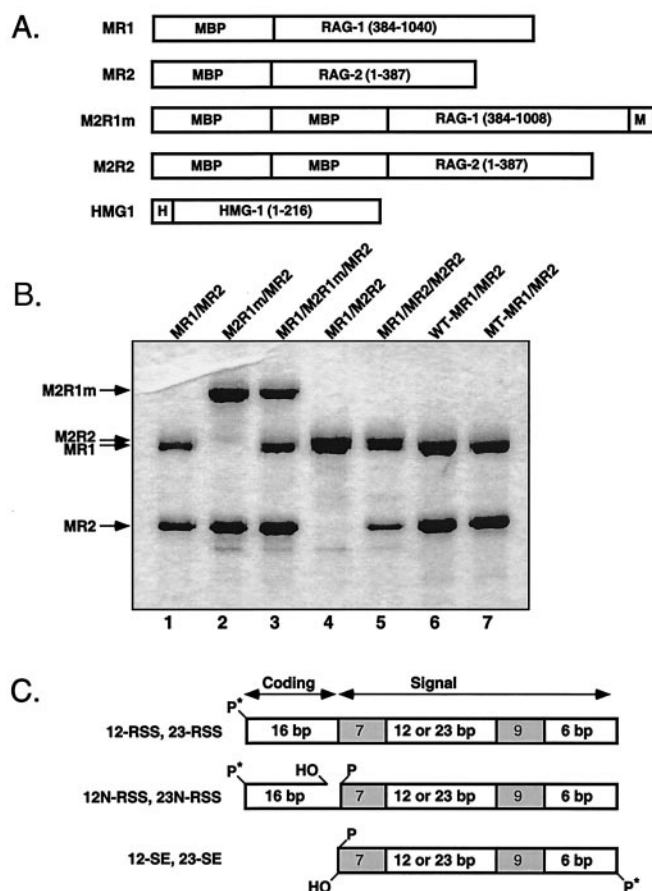 A.
MR1 MBP RAG-1 (384-1040)
MR2 MBP RAG-2 (1-387)
M2R1m MBP MBP RAG-1 (384-1008) M
M2R2 MBP MBP RAG-2 (1-387)
HMG1 H HMG-1 (1-216)
B.
MR1/MR2 M2R1m/MR2 MR1/M2R1m/MR2 MR1/M2R2 MR1/MR2/M2R2 WT-MR1/MR2 MT-MR1/MR2
M2R1m
M2R2
MR1
MR2
1 2 3 4 5 6 7
C.
Coding Signal
P*
12-RSS, 23-RSS 16 bp 7 12 or 23 bp 9 6 bp
P* HO P
12N-RSS, 23N-RSS 16 bp 7 12 or 23 bp 9 6 bp
P
12-SE, 23-SE 7 12 or 23 bp 9 6 bp
HO P*